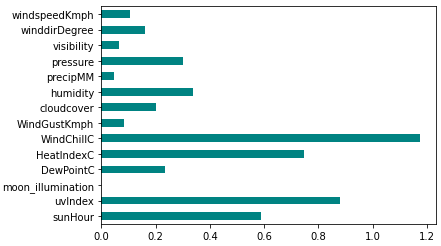 windspeedKmph
winddirDegree
visibility
pressure
precipMM
humidity
cloudcover
WindGustKmph
WindChillC
HeatIndexC
DewPointC
moon_illumination
uvIndex
sunHour
0.0 0.2 0.4 0.6 0.8 1.0 1.2